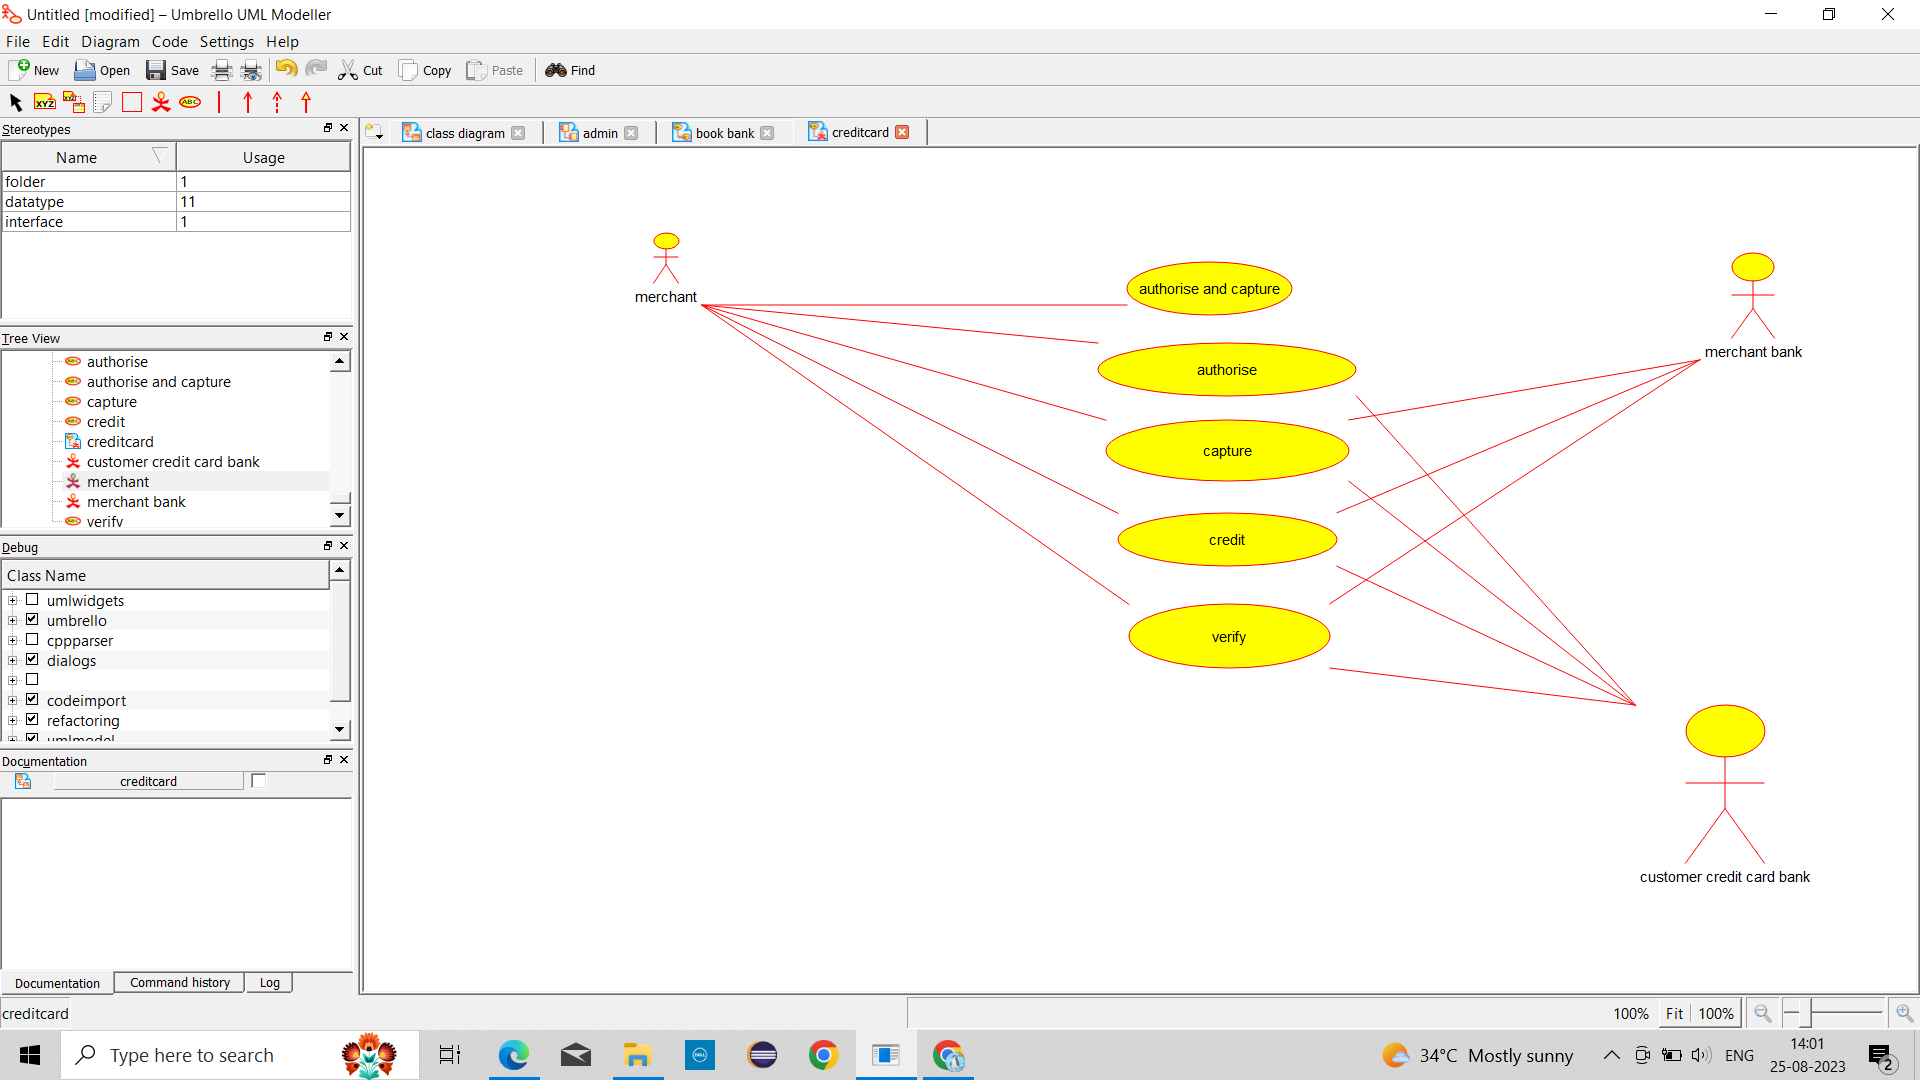 Untitled [modified] – Umbrello UML Modeller
File Edit Diagram Code Settings Help
New Open Save Cut Copy Paste Find
XYZ XYZ ABC
Stereotypes
Name Usage
folder 1
datatype 11
interface 1
Tree View
authorise
authorise and capture
capture
credit
creditcard
customer credit card bank
merchant
merchant bank
verify
Debug
Class Name
umlwidgets
umbrello
cppparser
dialogs
codeimport
refactoring
umlmodel
Documentation
creditcard
Documentation Command history Log
class diagram admin book bank creditcard
merchant
authorise and capture
authorise
capture
credit
verify
merchant bank
customer credit card bank
creditcard
100% Fit 100%
Type here to search
DELL
34°C Mostly sunny
ENG
14:01
25-08-2023
2